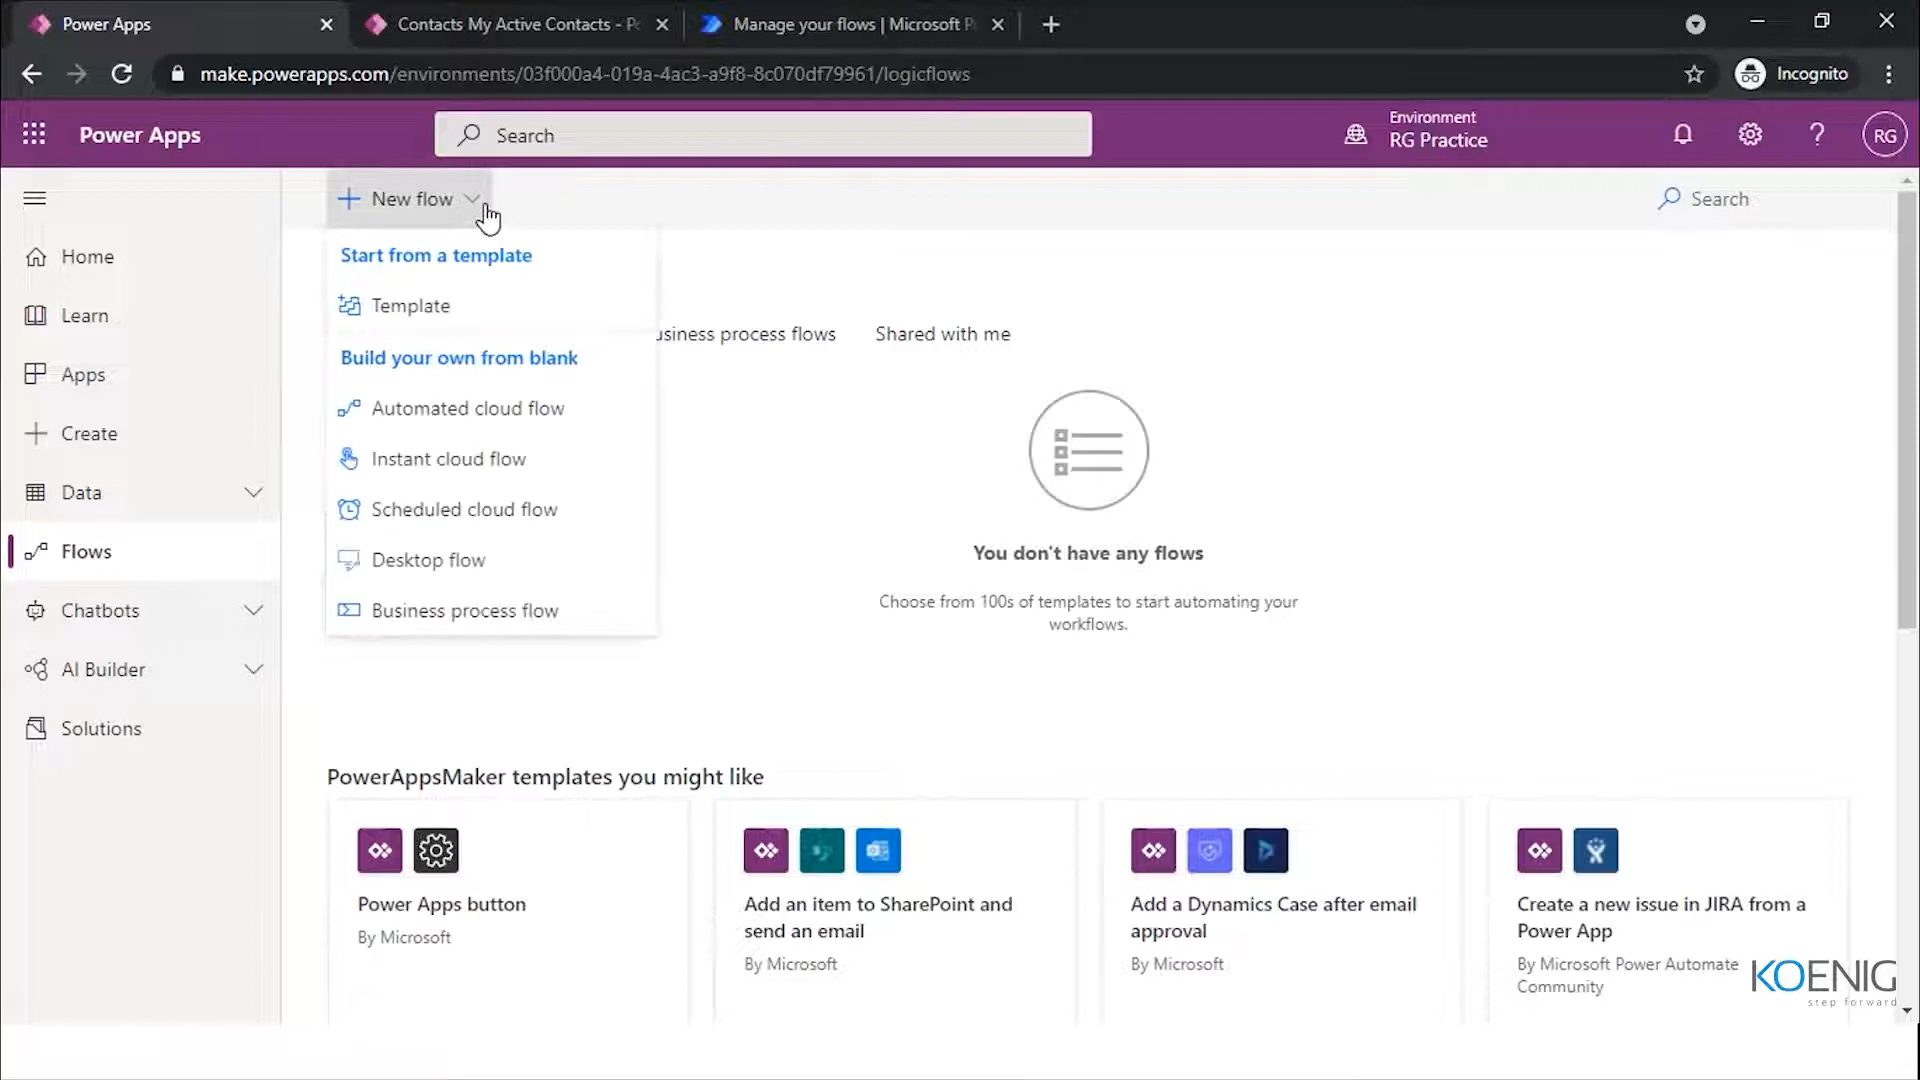 Power Apps
Contacts My Active Contacts - Po
Manage your flows | Microsoft P
make.powerapps.com/environments/03f000a4-019a-4ac3-a9f8-8c070df79961/logicflows
Incognito
Power Apps
Search
Environment
RG Practice
?
RG
New flow
Search
Home
Learn
Apps
Create
Data
Flows
Chatbots
AI Builder
Solutions
Start from a template
Template
Build your own from blank
Automated cloud flow
Instant cloud flow
Scheduled cloud flow
Desktop flow
Business process flow
usiness process flows
Shared with me
You don't have any flows
Choose from 100s of templates to start automating your
workflows.
PowerAppsMaker templates you might like
Power Apps button
By Microsoft
Add an item to SharePoint and
send an email
By Microsoft
Add a Dynamics Case after email
approval
By Microsoft
Create a new issue in JIRA from a
Power App
By Microsoft Power Automate
Community
KOENIG
step forward